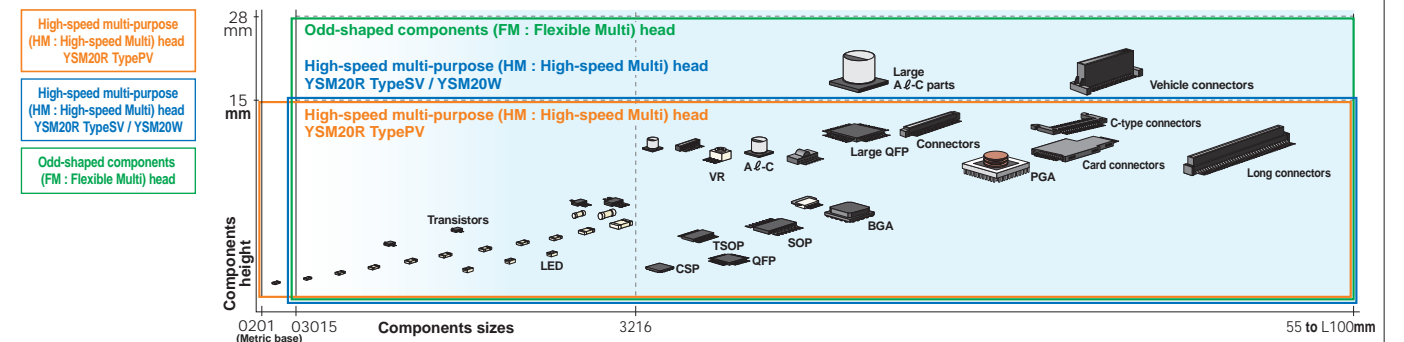 High-speed multi-purpose
(HM : High-speed Multi) head
YSM20R TypePV
High-speed multi-purpose
(HM : High-speed Multi) head
YSM20R TypeSV / YSM20W
Odd-shaped components
(FM : Flexible Multi) head
28
mm
Odd-shaped components (FM : Flexible Multi) head
High-speed multi-purpose (HM : High-speed Multi) head
YSM20R TypeSV / YSM20W
Large
Aℓ-C parts
Vehicle connectors
15
mm
High-speed multi-purpose (HM : High-speed Multi) head
YSM20R TypePV
VR
Aℓ-C
Large QFP
Connectors
C-type connectors
PGA
Card connectors
Long connectors
Transistors
LED
TSOP
SOP
BGA
CSP
QFP
Components
height
0201
(Metric base)
03015
Components sizes
3216
55 to L100mm